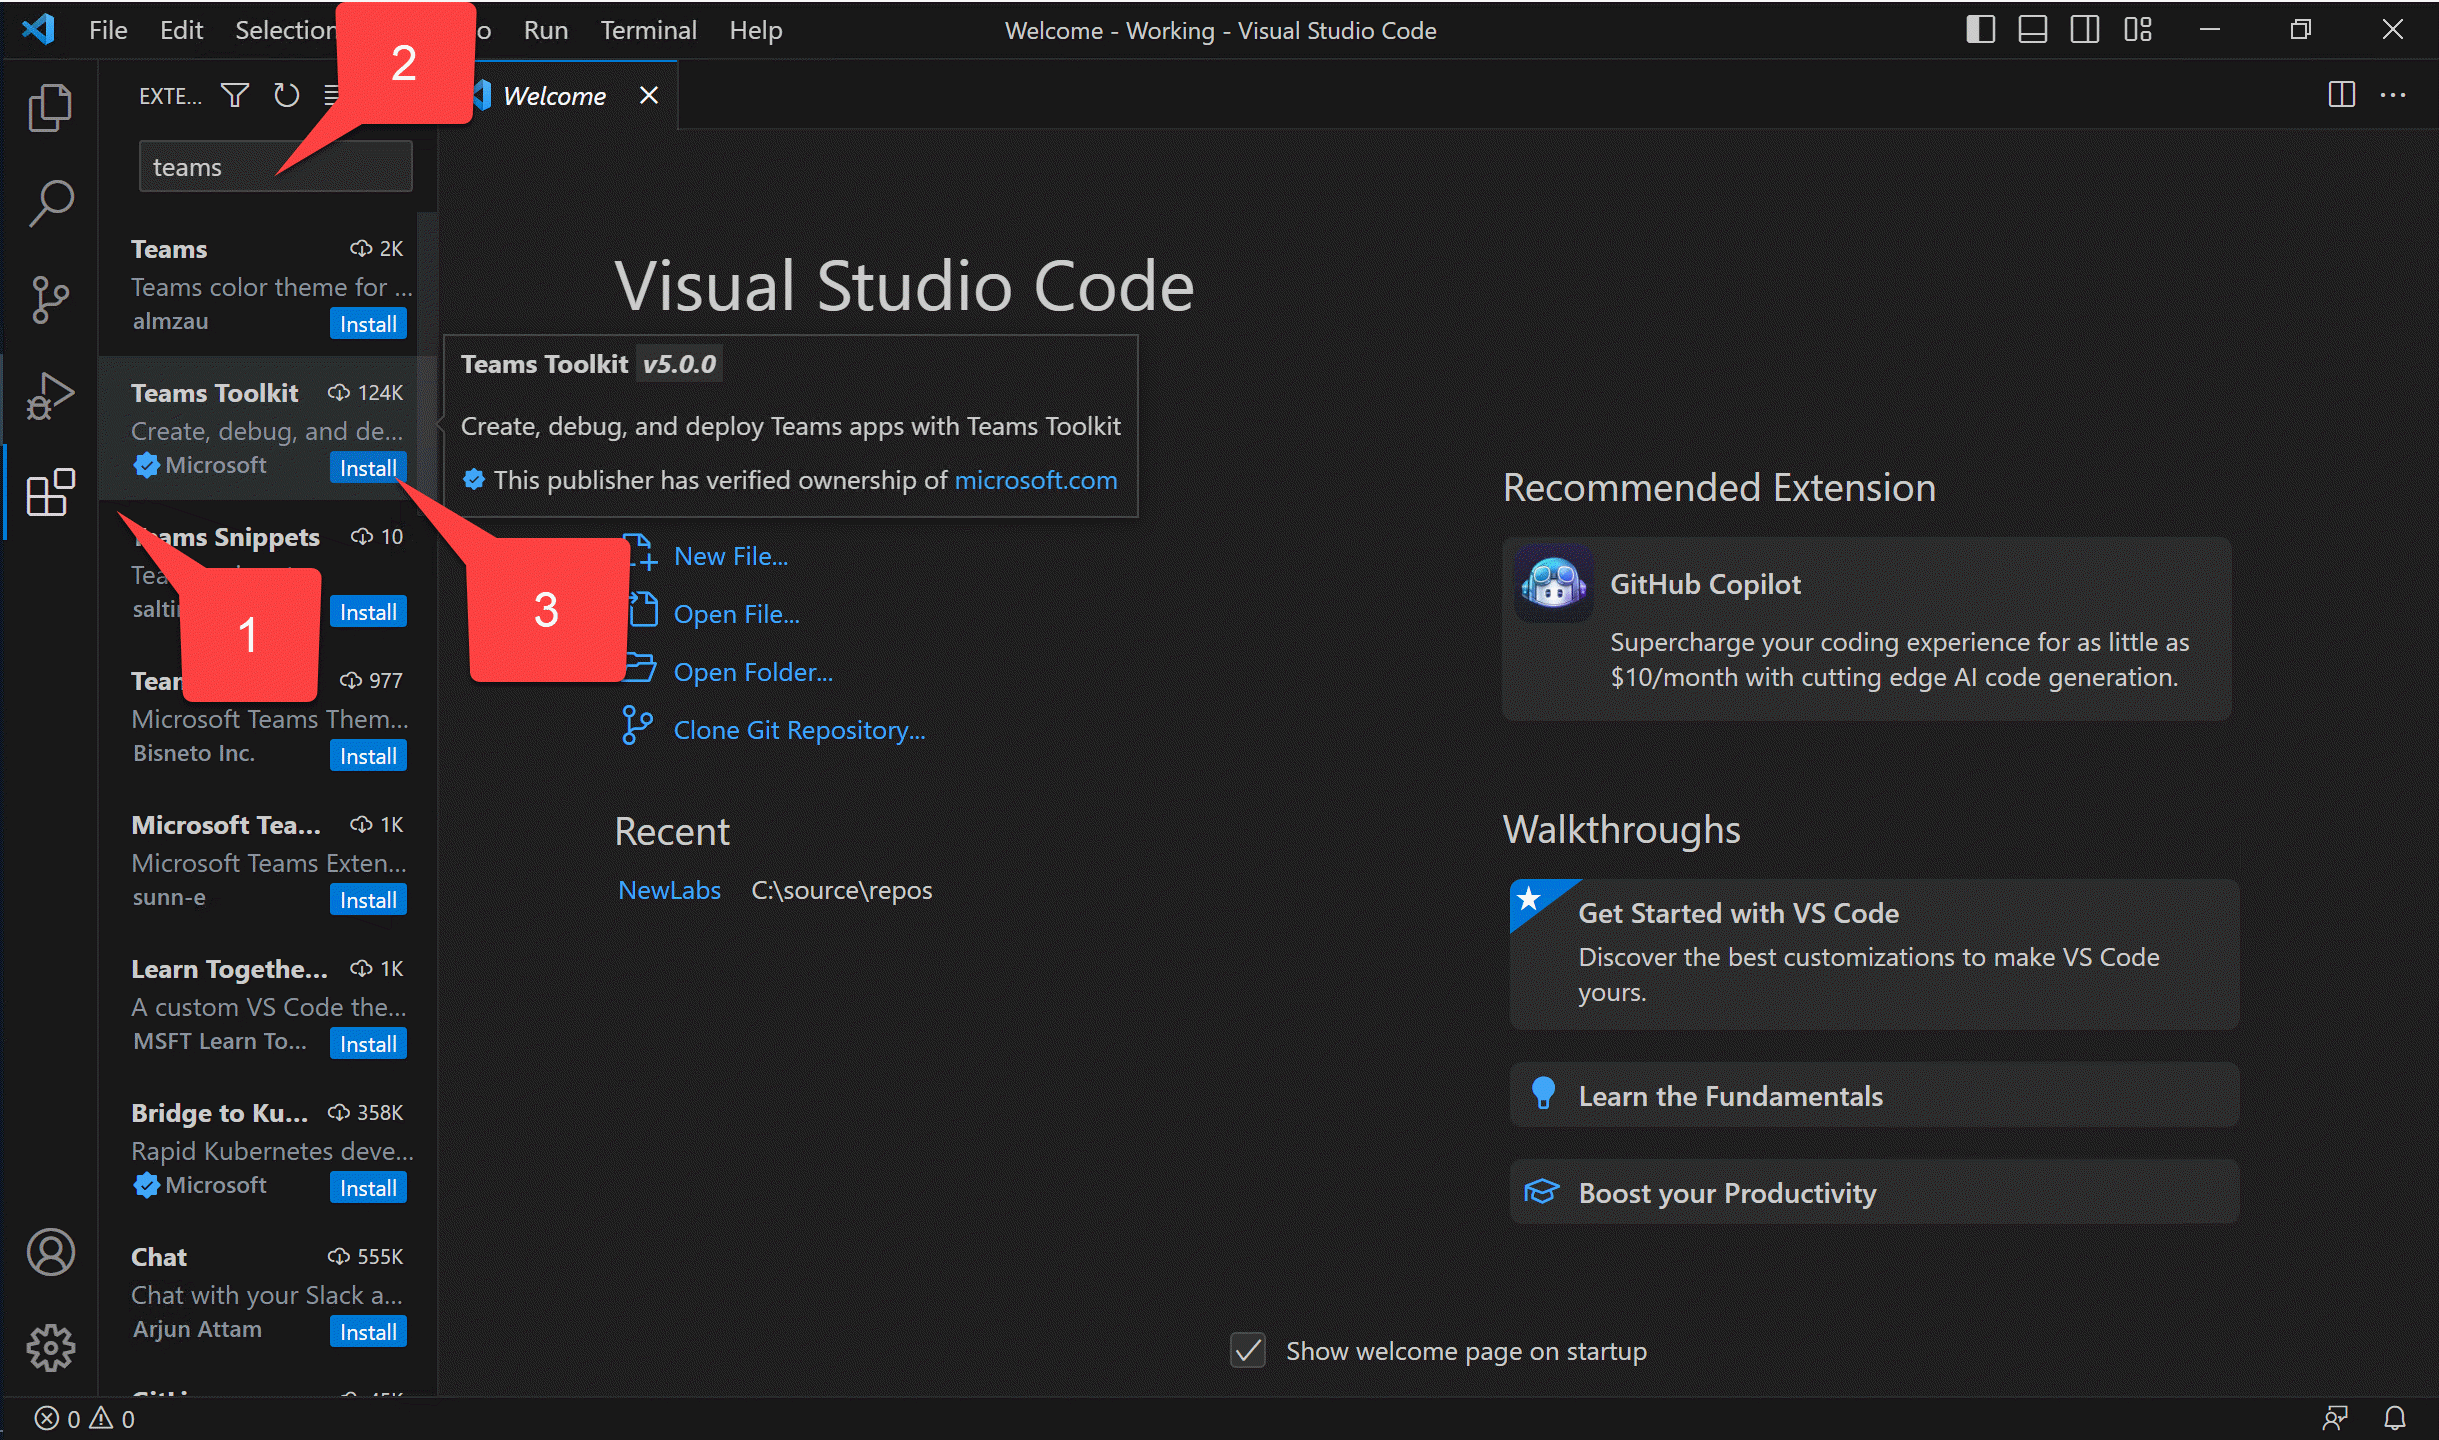 File Edit Selection o Run Terminal Help
Welcome - Working - Visual Studio Code
2
EXTE...
Welcome
teams
Teams 2K
Teams color theme for ...
almzau Install
Teams Toolkit 124K
Create, debug, and de...
Microsoft Install
Teams Snippets 10
Install
1
977
Microsoft Teams Them...
Bisneto Inc. Install
Microsoft Tea... 1K
Microsoft Teams Exten...
sunn-e Install
Learn Togethe... 1K
A custom VS Code the...
MSFT Learn To... Install
Bridge to Ku... 358K
Rapid Kubernetes deve...
Microsoft Install
Chat 555K
Chat with your Slack a...
Arjun Attam Install
Visual Studio Code
Teams Toolkit v5.0.0
Create, debug, and deploy Teams apps with Teams Toolkit
This publisher has verified ownership of microsoft.com
3
New File...
Open File...
Open Folder...
Clone Git Repository...
Recent
NewLabs C:\source\repos
Recommended Extension
GitHub Copilot
Supercharge your coding experience for as little as
$10/month with cutting edge AI code generation.
Walkthroughs
Get Started with VS Code
Discover the best customizations to make VS Code
yours.
Learn the Fundamentals
Boost your Productivity
Show welcome page on startup
0 0